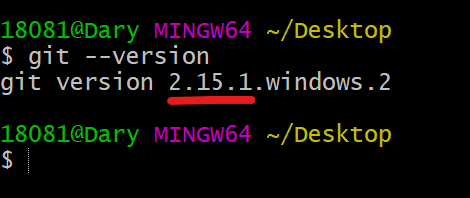 18081@Dary MINGW64 ~/Desktop
$ git --version
git version 2.15.1.windows.2
18081@Dary MINGW64 ~/Desktop
$